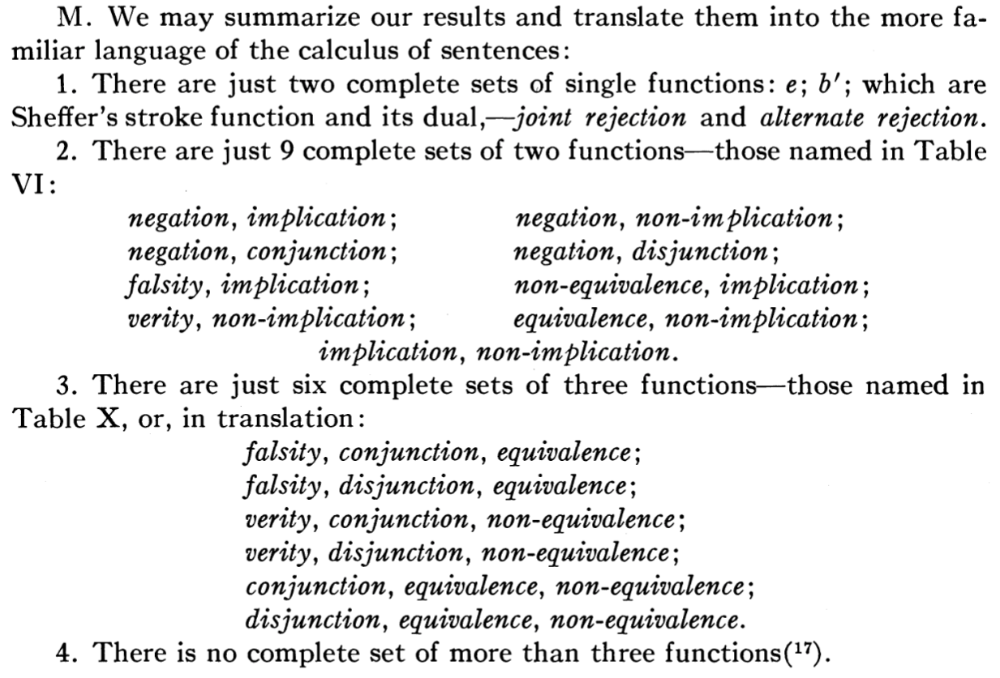 M. We may summarize our results and translate them into the more fa-
miliar language of the calculus of sentences:
1. There are just two complete sets of single functions: e; b′; which are
Sheffer's stroke function and its dual,—joint rejection and alternate rejection.
2. There are just 9 complete sets of two functions—those named in Table
VI:
negation, implication; negation, non-implication;
negation, conjunction; negation, disjunction;
falsity, implication; non-equivalence, implication;
verity, non-implication; equivalence, non-implication;
implication, non-implication.
3. There are just six complete sets of three functions—those named in
Table X, or, in translation:
falsity, conjunction, equivalence;
falsity, disjunction, equivalence;
verity, conjunction, non-equivalence;
verity, disjunction, non-equivalence;
conjunction, equivalence, non-equivalence;
disjunction, equivalence, non-equivalence.
4. There is no complete set of more than three functions(¹⁷).